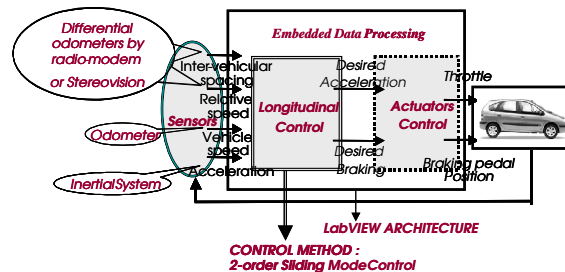 Differential
odometers by
radio-modem
or Stereovision
Odometer
InertialSystem
Sensors
Embedded Data Processing
Inter-vehicular
spacing
Relative
speed
Vehicle
speed
Acceleration
Longitudinal
Control
Desired
Acceleration
Desired
Braking
Actuators
Control
Throttle
Braking pedal
Position
LabVIEW ARCHITECTURE
CONTROL METHOD :
2-order Sliding ModeControl